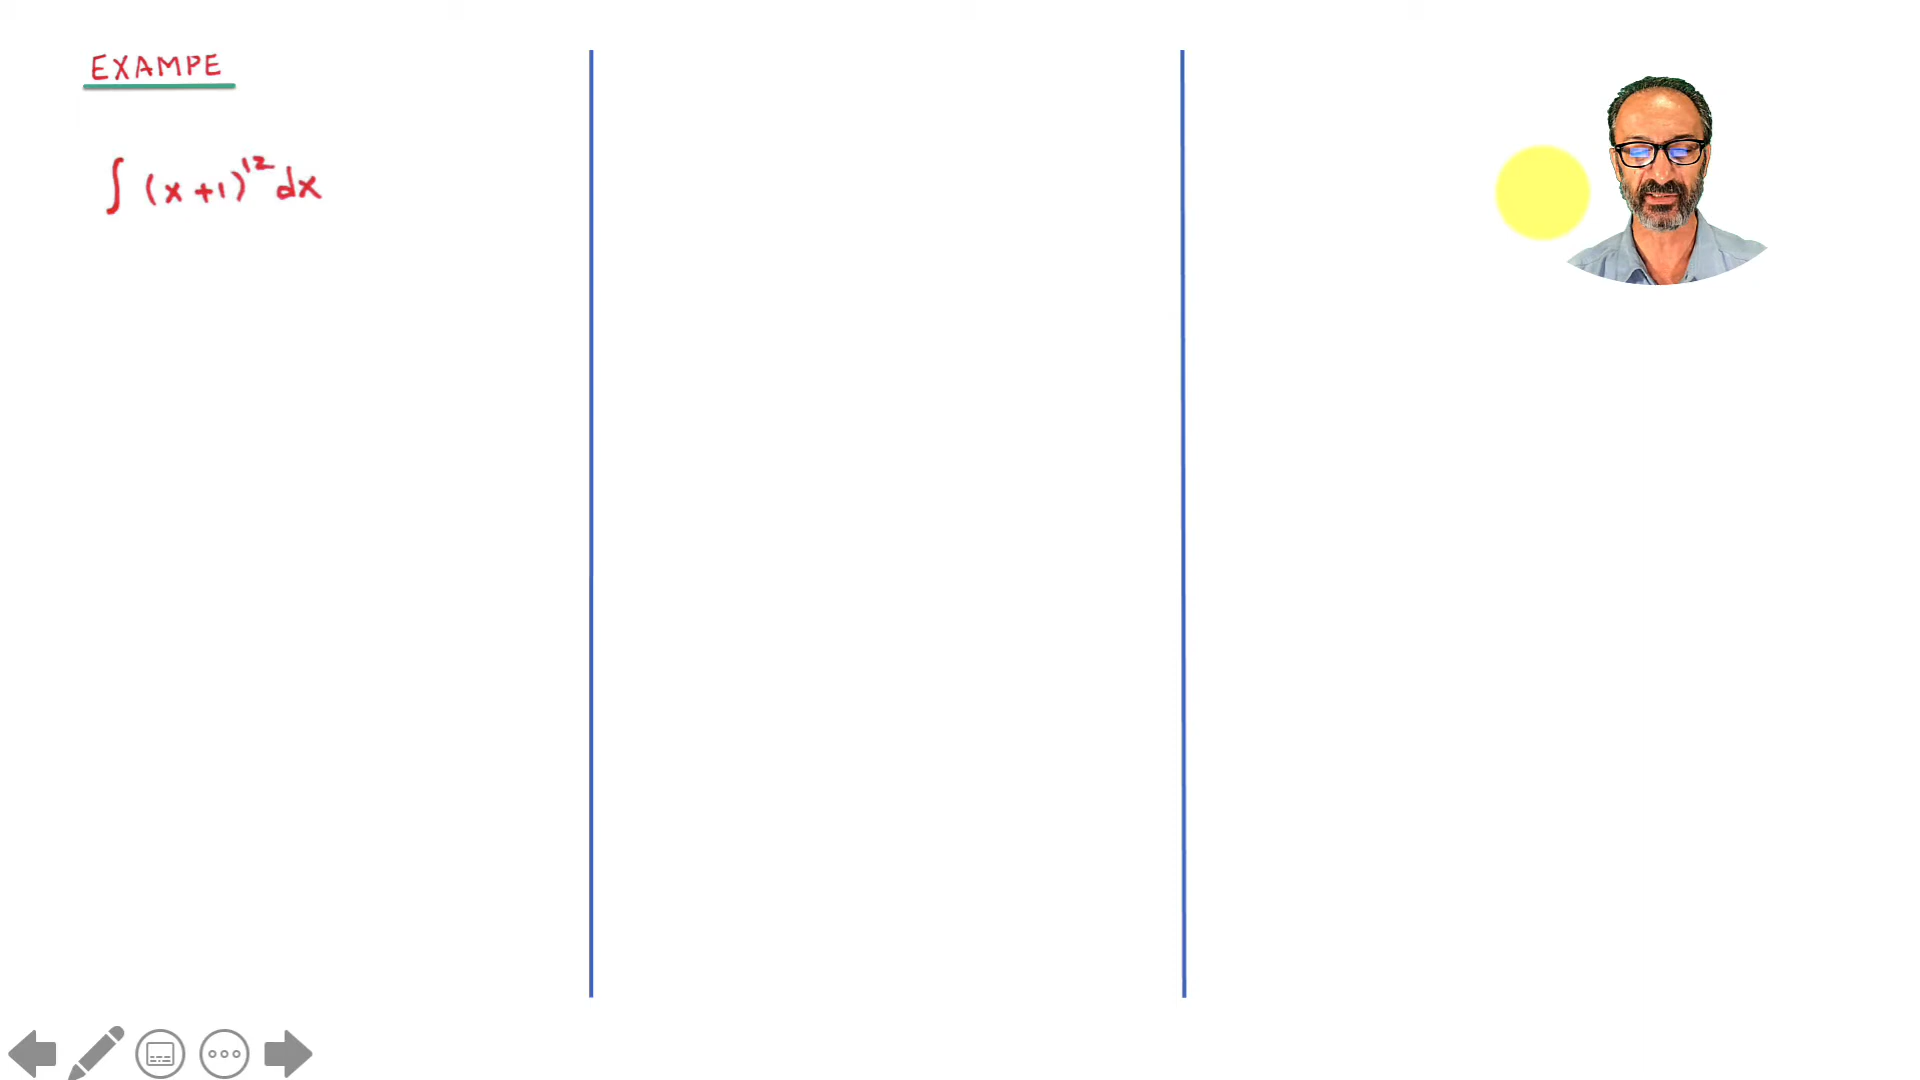 EXAMPE
∫ (x+1)¹² dx